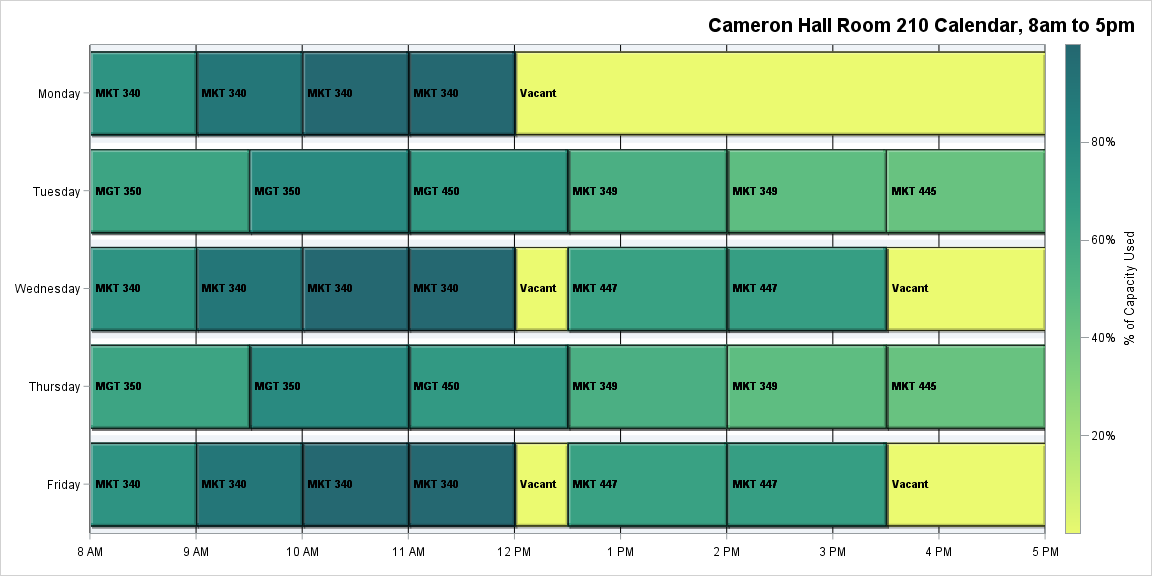 Cameron Hall Room 210 Calendar, 8am to 5pm
Monday MKT 340 MKT 340 MKT 340 MKT 340 Vacant
80%
Tuesday MGT 350 MGT 350 MGT 450 MKT 349 MKT 349 MKT 445
60%
% of Capacity Used
Wednesday MKT 340 MKT 340 MKT 340 MKT 340 Vacant MKT 447 MKT 447 Vacant
40%
Thursday MGT 350 MGT 350 MGT 450 MKT 349 MKT 349 MKT 445
20%
Friday MKT 340 MKT 340 MKT 340 MKT 340 Vacant MKT 447 MKT 447 Vacant
8 AM 9 AM 10 AM 11 AM 12 PM 1 PM 2 PM 3 PM 4 PM 5 PM